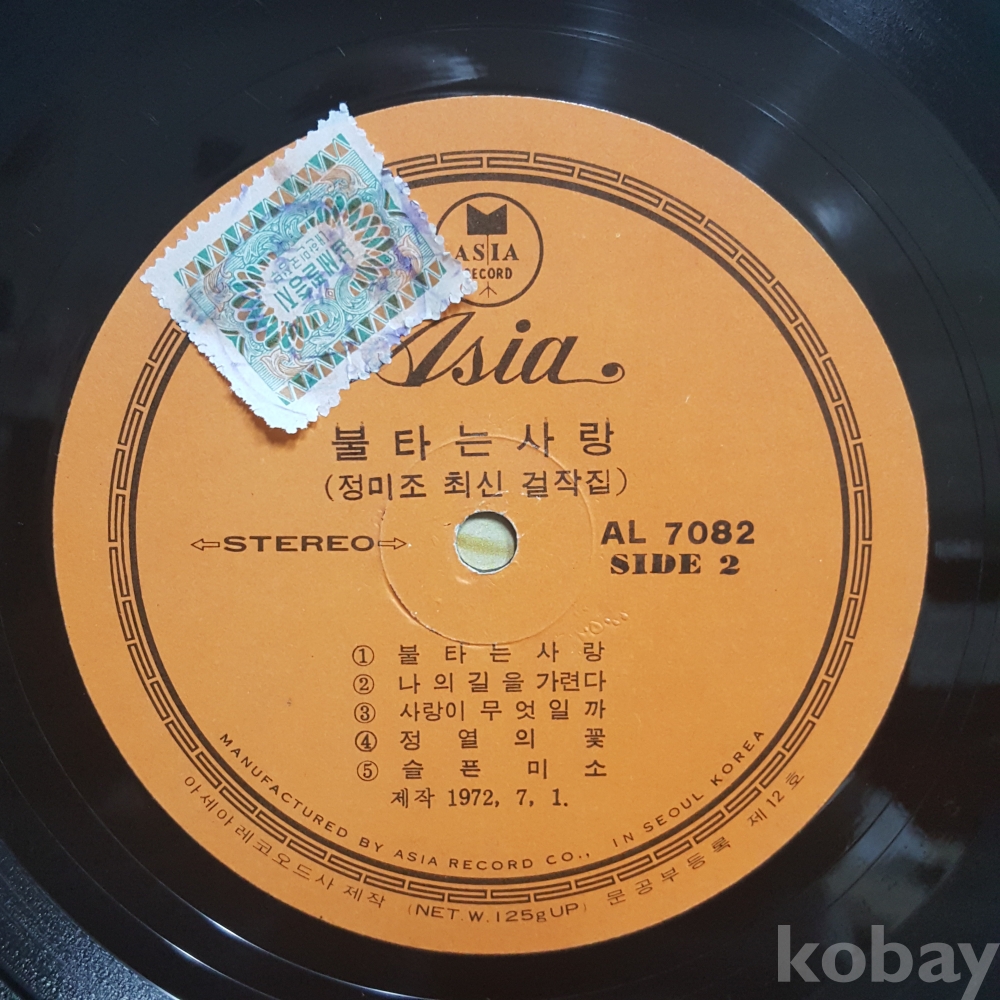 ASIA
RECORD
Asia
불타는사랑
(정미조 최신 걸작집)
STEREO
AL 7082
SIDE 2
① 불타는사랑
② 나의길을 가련다
③ 사랑이 무엇일까
④ 정열의꽃
⑤ 슬픈미소
제작 1972, 7, 1.
MANUFACTURED BY ASIA RECORD CO., IN SEOUL KOREA
아세아레코오드사 제작 (NET. W. 125g UP) 문공부등록 제12호
kobay